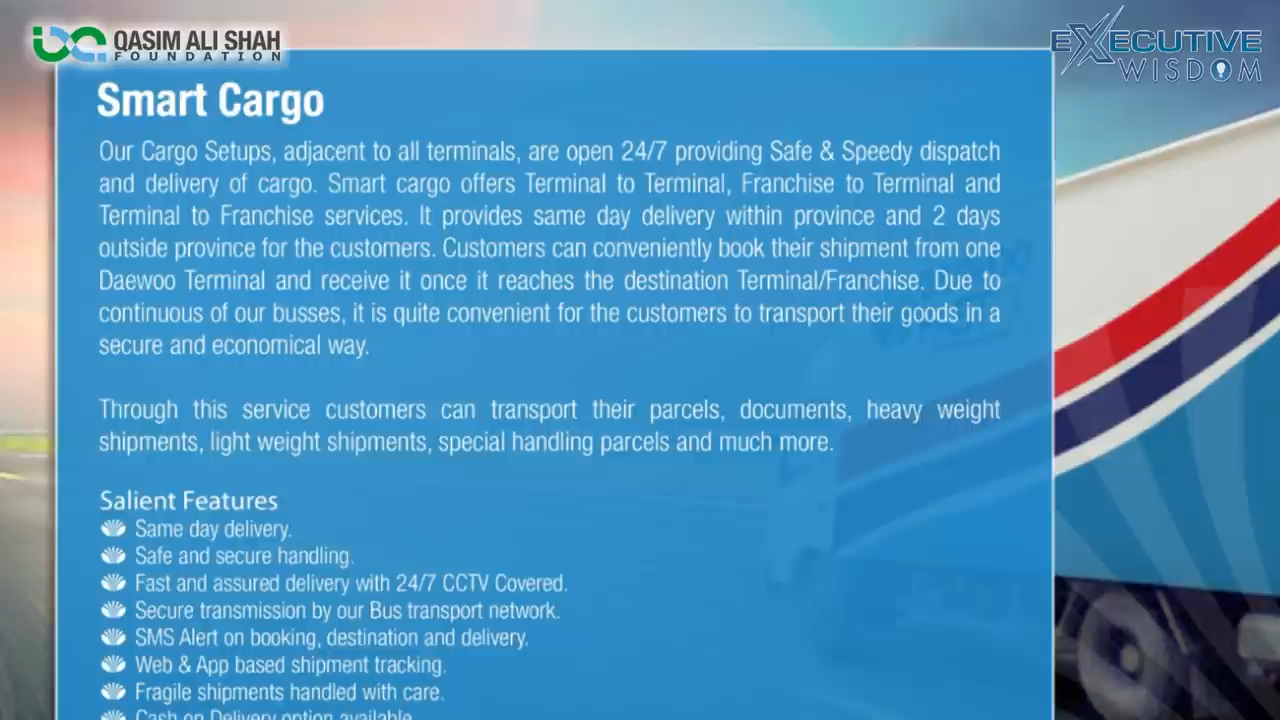 QASIM ALI SHAH
FOUNDATION
EXECUTIVE
WISDOM
Smart Cargo
Our Cargo Setups, adjacent to all terminals, are open 24/7 providing Safe & Speedy dispatch
and delivery of cargo. Smart cargo offers Terminal to Terminal, Franchise to Terminal and
Terminal to Franchise services. It provides same day delivery within province and 2 days
outside province for the customers. Customers can conveniently book their shipment from one
Daewoo Terminal and receive it once it reaches the destination Terminal/Franchise. Due to
continuous of our busses, it is quite convenient for the customers to transport their goods in a
secure and economical way.
Through this service customers can transport their parcels, documents, heavy weight
shipments, light weight shipments, special handling parcels and much more.
Salient Features
Same day delivery.
Safe and secure handling.
Fast and assured delivery with 24/7 CCTV Covered.
Secure transmission by our Bus transport network.
SMS Alert on booking, destination and delivery.
Web & App based shipment tracking.
Fragile shipments handled with care.
Cash on Delivery option available